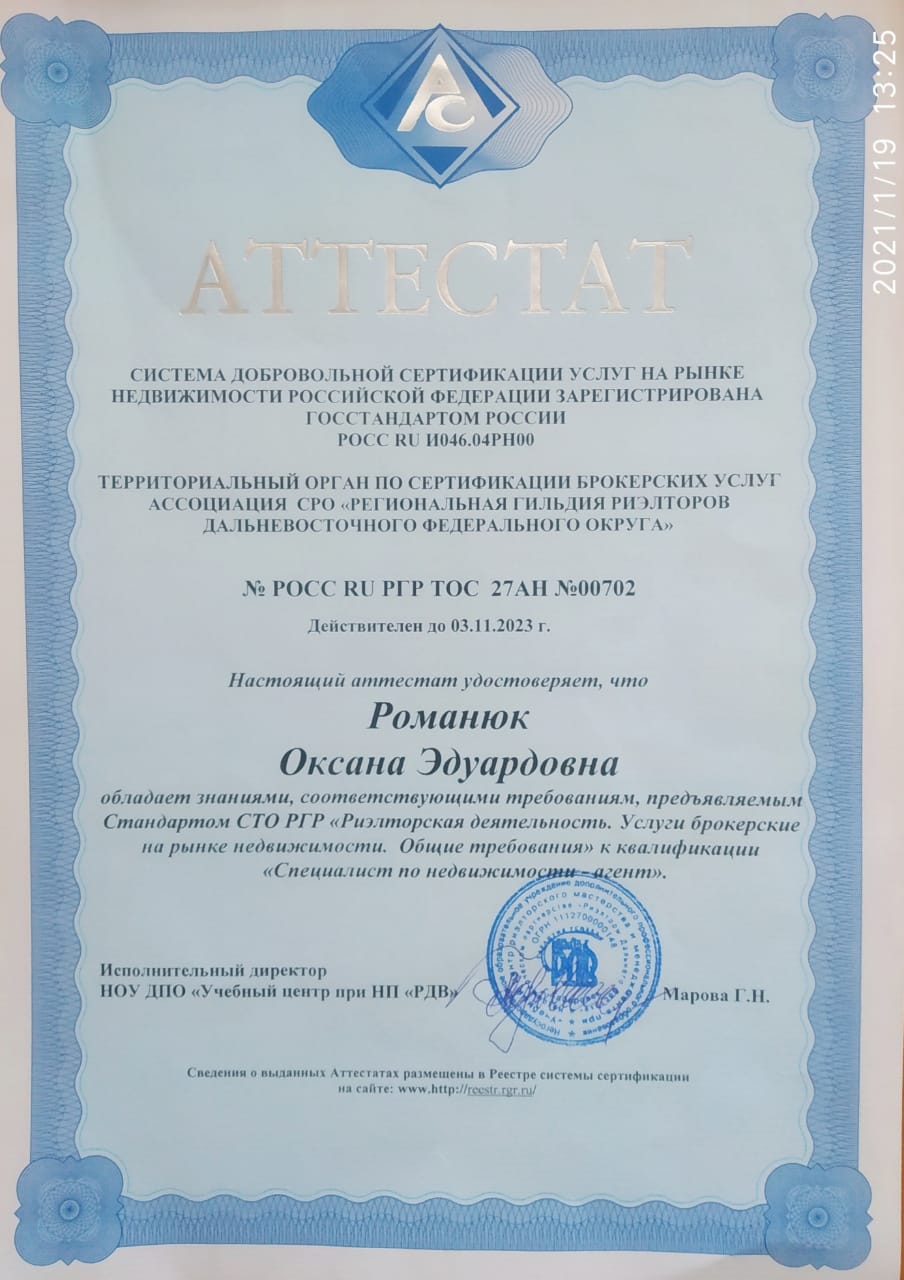 2021/1/19 13:25
АС
АТТЕСТАТ
СИСТЕМА ДОБРОВОЛЬНОЙ СЕРТИФИКАЦИИ УСЛУГ НА РЫНКЕ
НЕДВИЖИМОСТИ РОССИЙСКОЙ ФЕДЕРАЦИИ ЗАРЕГИСТРИРОВАНА
ГОССТАНДАРТОМ РОССИИ
РОСС RU И046.04РН00
ТЕРРИТОРИАЛЬНЫЙ ОРГАН ПО СЕРТИФИКАЦИИ БРОКЕРСКИХ УСЛУГ
АССОЦИАЦИЯ СРО «РЕГИОНАЛЬНАЯ ГИЛЬДИЯ РИЭЛТОРОВ
ДАЛЬНЕВОСТОЧНОГО ФЕДЕРАЛЬНОГО ОКРУГА»
№ РОСС RU РГР ТОС 27АН №00702
Действителен до 03.11.2023 г.
Настоящий аттестат удостоверяет, что
Романюк
Оксана Эдуардовна
обладает знаниями, соответствующими требованиям, предъявляемым
Стандартом СТО РГР «Риэлторская деятельность. Услуги брокерские
на рынке недвижимости. Общие требования» к квалификации
«Специалист по недвижимости - агент».
Исполнительный директор
НОУ ДПО «Учебный центр при НП «РДВ»
Марова Г.Н.
Сведения о выданных Аттестатах размещены в Реестре системы сертификации
на сайте: www.http://reestr.rgr.ru/